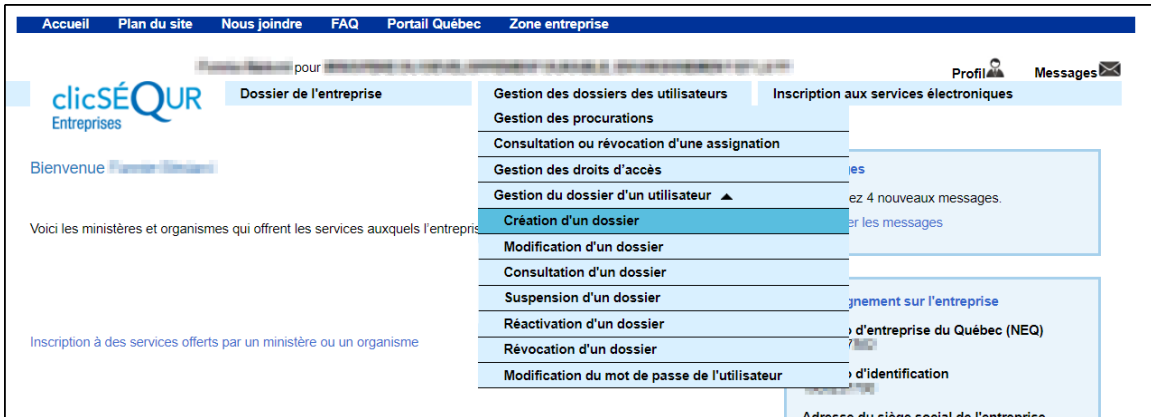 Accueil Plan du site Nous joindre FAQ Portail Québec Zone entreprise
pour
Profil Messages
clicSÉQUR
Entreprises
Dossier de l'entreprise Gestion des dossiers des utilisateurs Inscription aux services électroniques
Gestion des procurations
Consultation ou révocation d'une assignation
Gestion des droits d'accès
Gestion du dossier d'un utilisateur ▲
Création d'un dossier
Modification d'un dossier
Consultation d'un dossier
Suspension d'un dossier
Réactivation d'un dossier
Révocation d'un dossier
Modification du mot de passe de l'utilisateur
Bienvenue
Voici les ministères et organismes qui offrent les services auxquels l'entrepris
Inscription à des services offerts par un ministère ou un organisme
es
ez 4 nouveaux messages.
er les messages
gnement sur l'entreprise
d'entreprise du Québec (NEQ)
d'identification
Adresse du siège social de l'entreprise